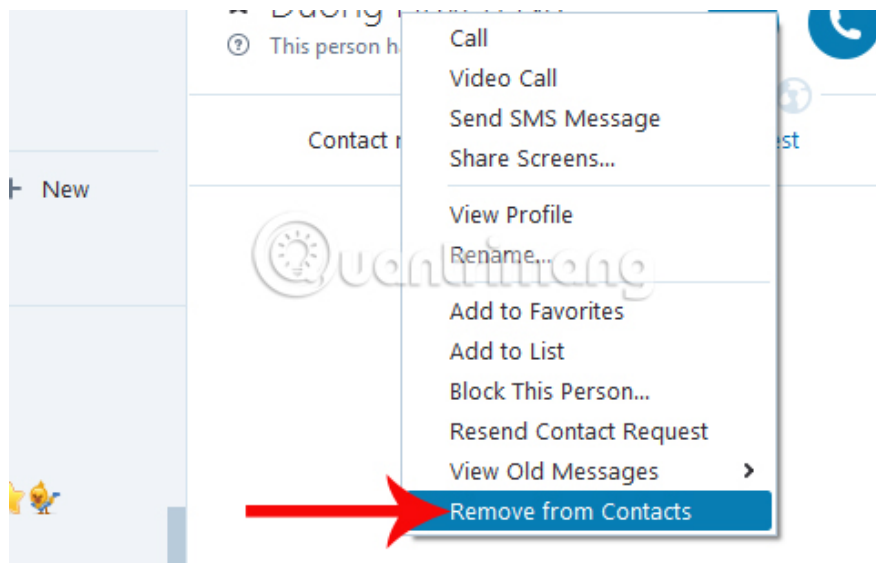 This person h
Call
Video Call
Send SMS Message
Share Screens...
Contact r
est
New
View Profile
Rename...
Quantrimang
Add to Favorites
Add to List
Block This Person...
Resend Contact Request
View Old Messages
Remove from Contacts